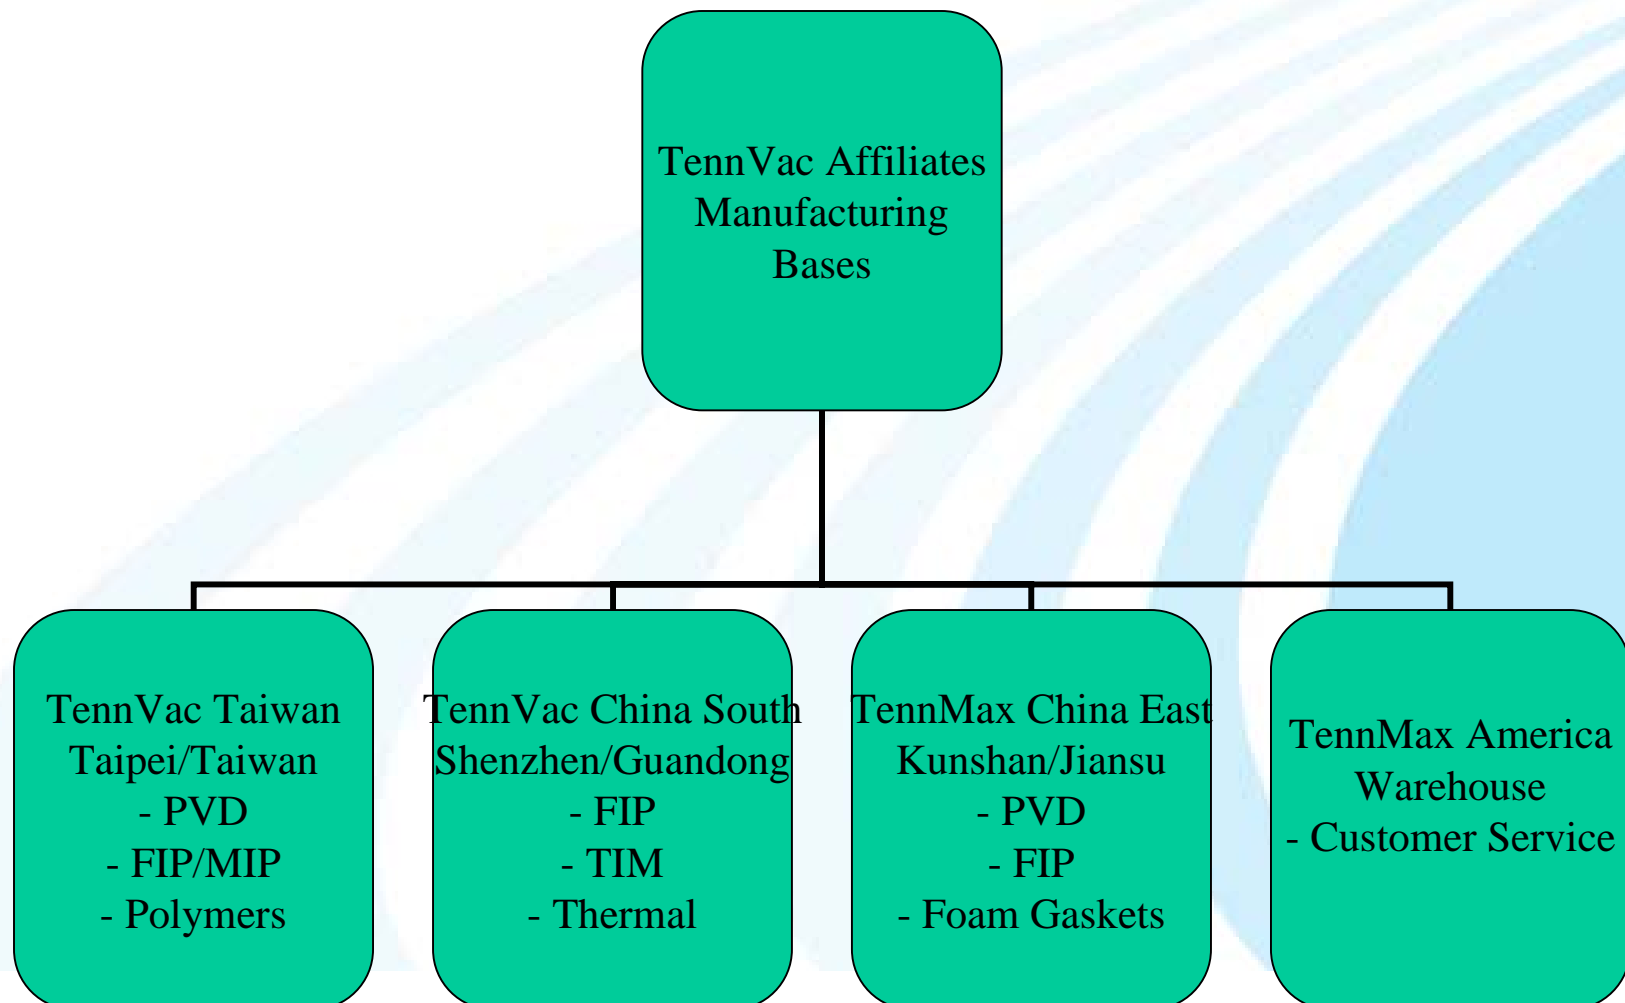 TennVac Affiliates
Manufacturing
Bases
TennVac Taiwan
Taipei/Taiwan
- PVD
- FIP/MIP
- Polymers
TennVac China South
Shenzhen/Guandong
- FIP
- TIM
- Thermal
TennMax China East
Kunshan/Jiansu
- PVD
- FIP
- Foam Gaskets
TennMax America
Warehouse
- Customer Service